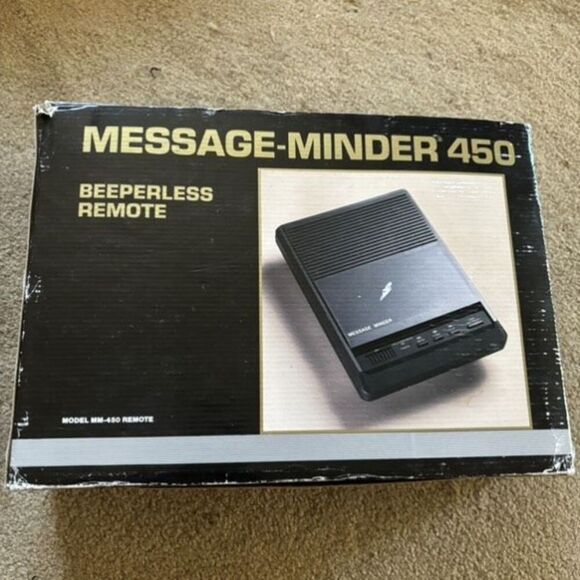 MESSAGE-MINDER 450
BEEPERLESS
REMOTE
MESSAGE MINDER
MODEL MM-450 REMOTE